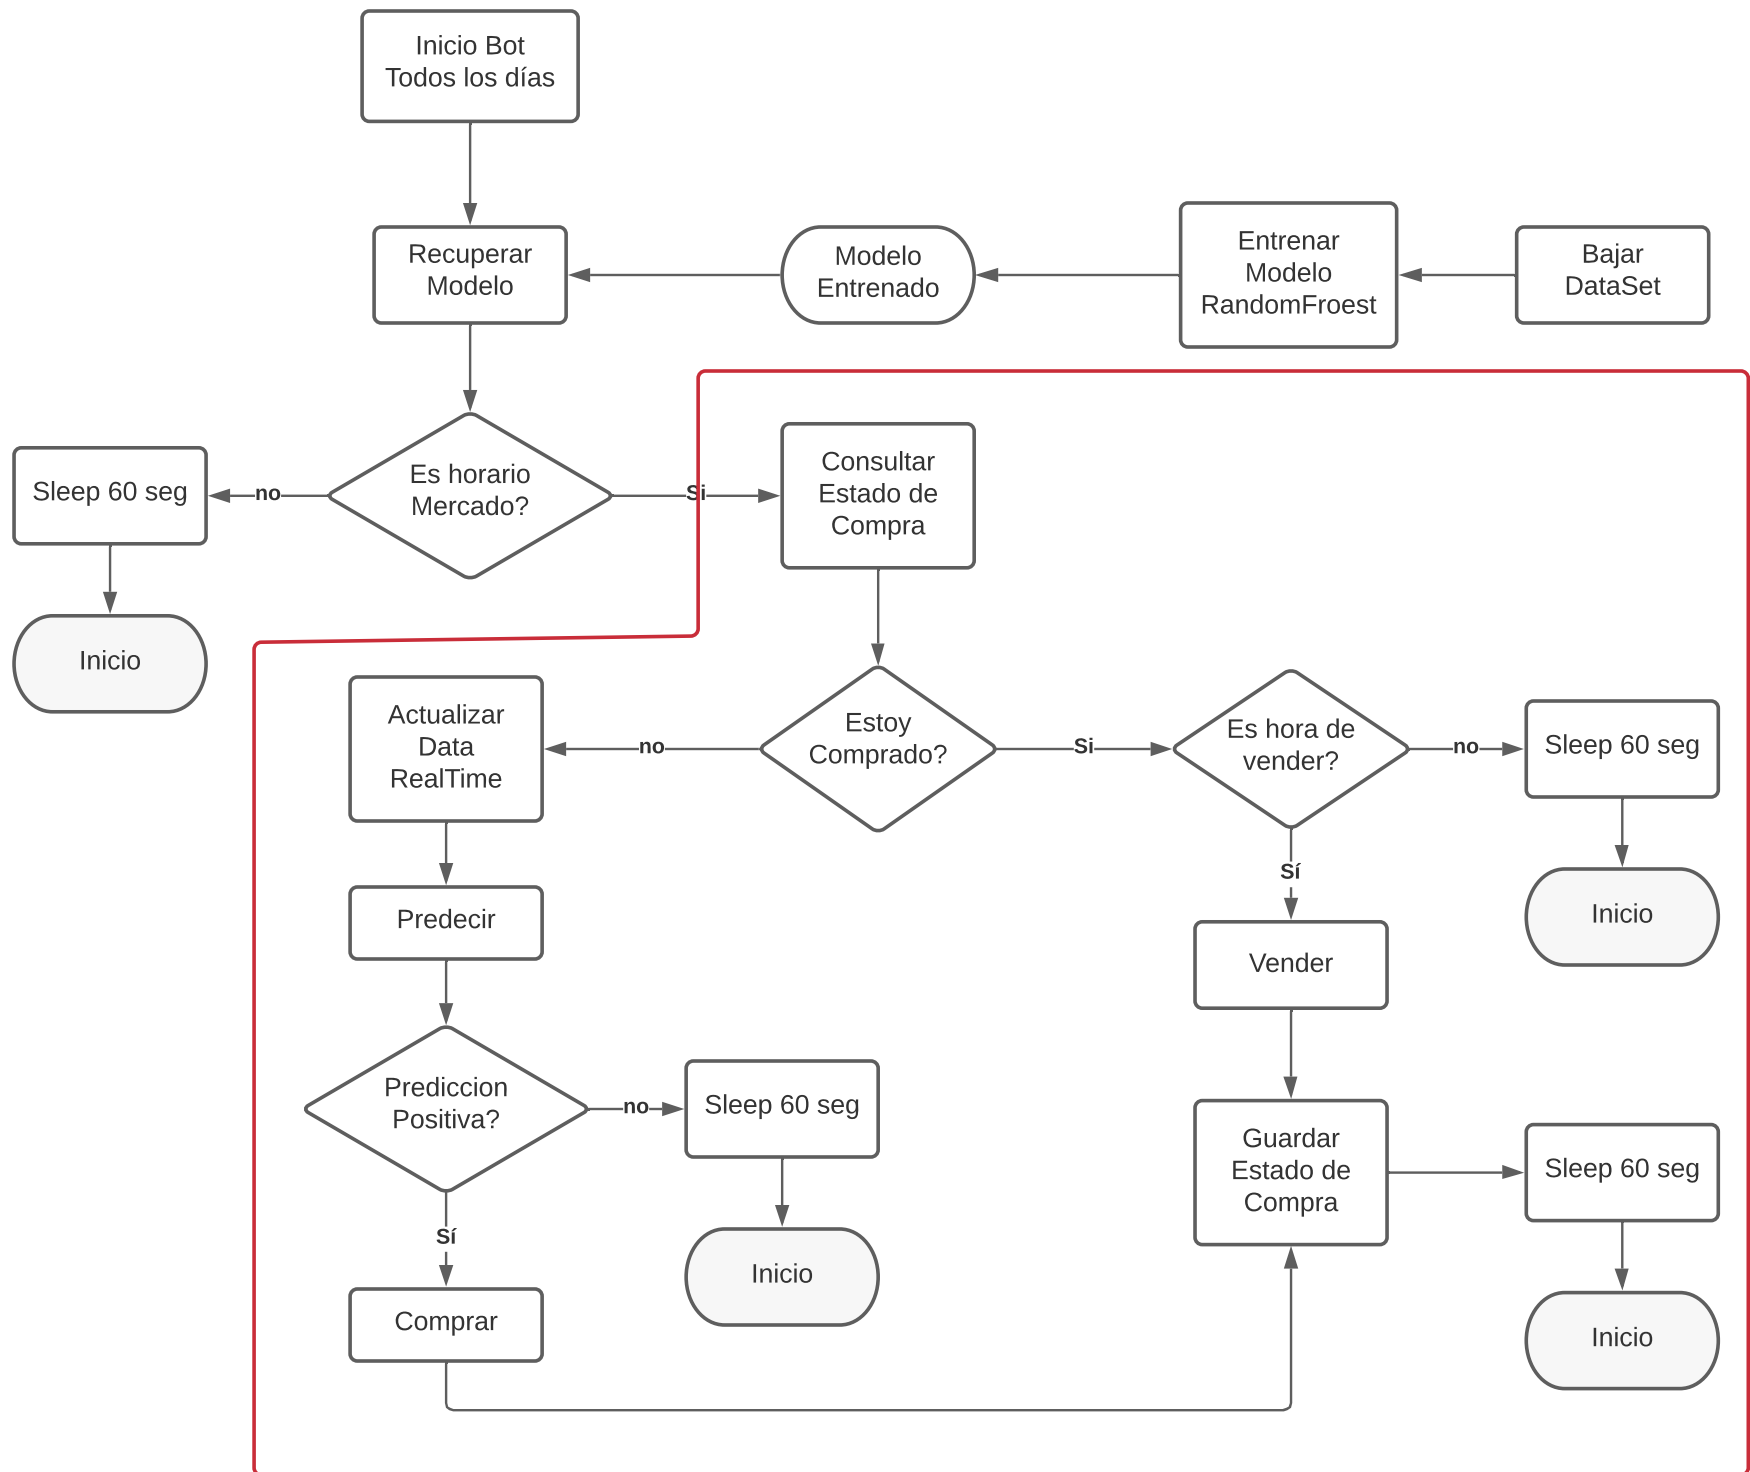 Inicio Bot
Todos los días
Recuperar
Modelo
Modelo
Entrenado
Entrenar
Modelo
RandomFroest
Bajar
DataSet
Es horario
Mercado?
no
Sleep 60 seg
Inicio
Si
Consultar
Estado de
Compra
Estoy
Comprado?
no
Actualizar
Data
RealTime
Si
Es hora de
vender?
no
Sleep 60 seg
Inicio
Sí
Vender
Predecir
Prediccion
Positiva?
no
Sleep 60 seg
Inicio
Sí
Comprar
Guardar
Estado de
Compra
Sleep 60 seg
Inicio